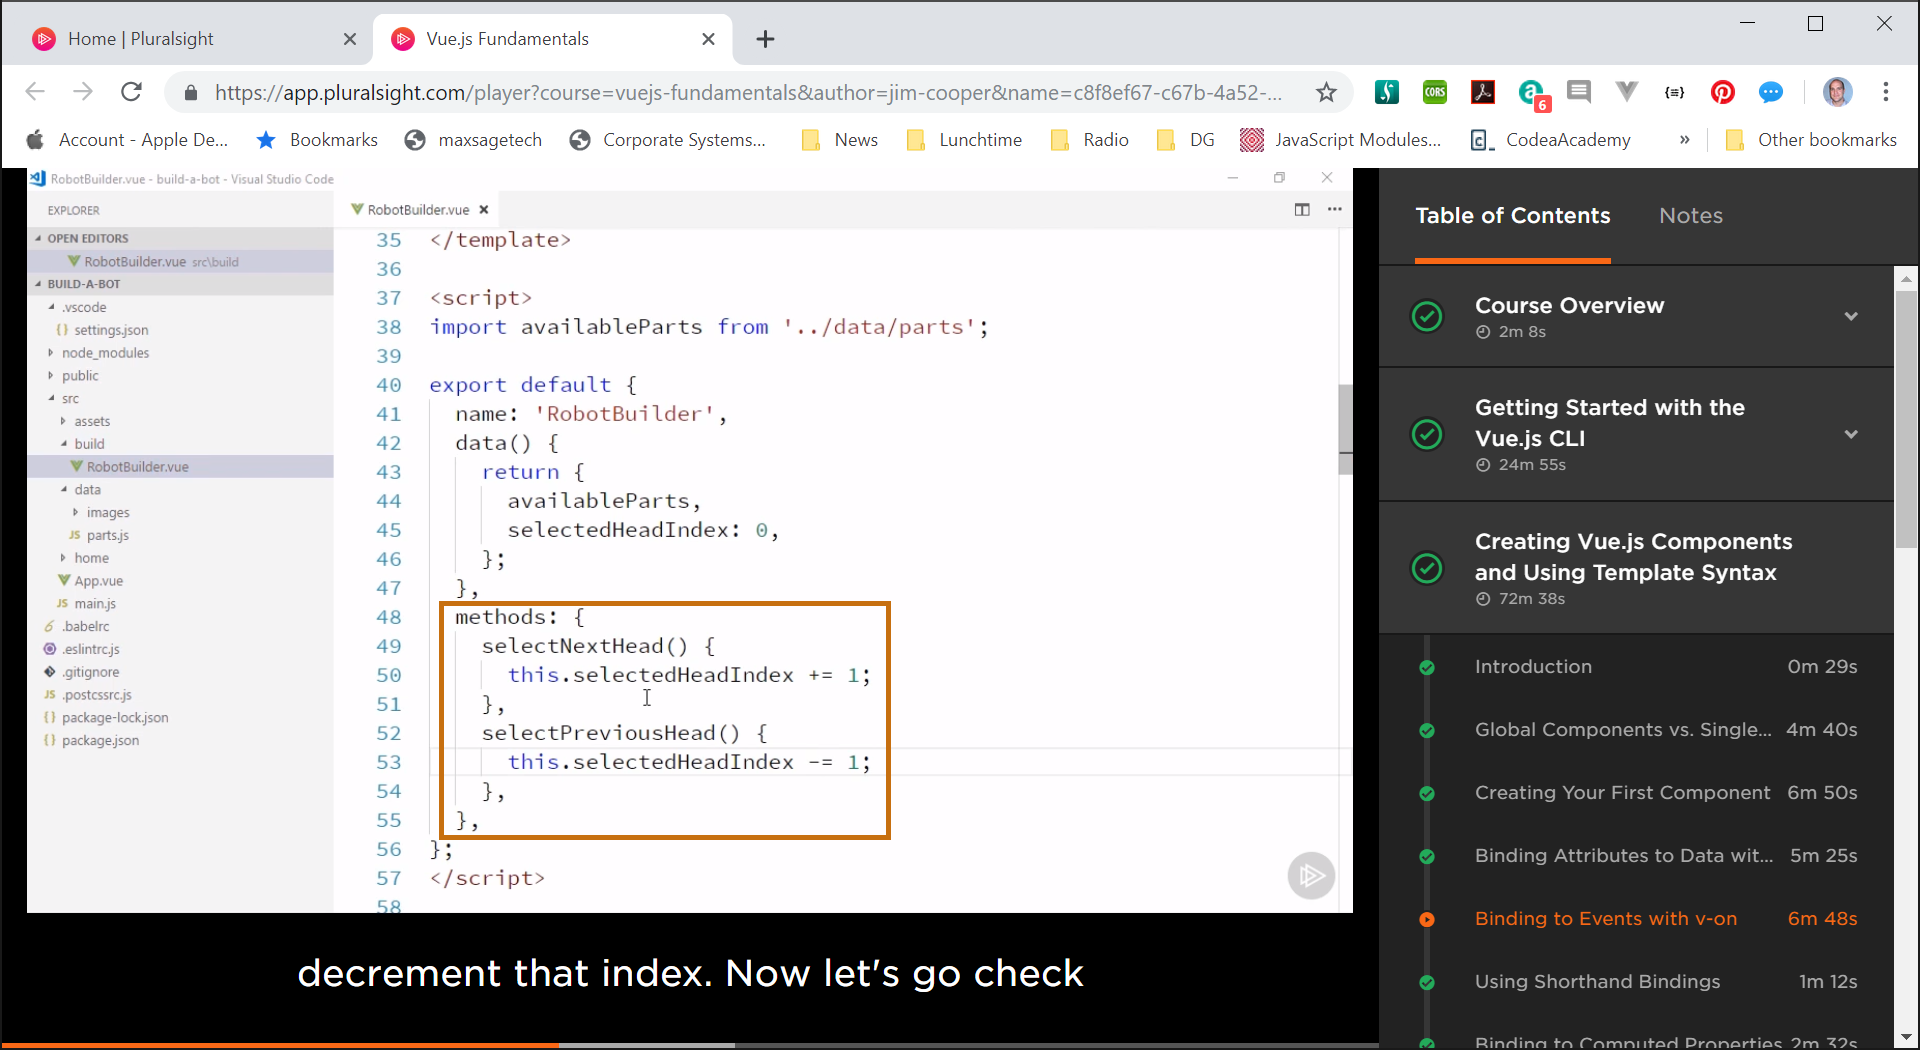 Home | Pluralsight
Vue.js Fundamentals
https://app.pluralsight.com/player?course=vuejs-fundamentals&author=jim-cooper&name=c8f8ef67-c67b-4a52-...
CORS
6
{≡}
Account - Apple De...
Bookmarks
maxsagetech
Corporate Systems...
News
Lunchtime
Radio
DG
JavaScript Modules...
CodeaAcademy
»
Other bookmarks
RobotBuilder.vue - build-a-bot - Visual Studio Code
EXPLORER
OPEN EDITORS
RobotBuilder.vue src\build
BUILD-A-BOT
.vscode
{} settings.json
node_modules
public
src
assets
build
RobotBuilder.vue
data
images
JS parts.js
home
App.vue
JS main.js
.babelrc
.eslintrc.js
.gitignore
JS .postcssrc.js
{} package-lock.json
{} package.json
RobotBuilder.vue
35 </template>
36
37 <script>
38 import availableParts from '../data/parts';
39
40 export default {
41 name: 'RobotBuilder',
42 data() {
43 return {
44 availableParts,
45 selectedHeadIndex: 0,
46 };
47 },
48 methods: {
49 selectNextHead() {
50 this.selectedHeadIndex += 1;
51 },
52 selectPreviousHead() {
53 this.selectedHeadIndex -= 1;
54 },
55 },
56 };
57 </script>
58
decrement that index. Now let's go check
Table of Contents
Notes
Course Overview
2m 8s
Getting Started with the
Vue.js CLI
24m 55s
Creating Vue.js Components
and Using Template Syntax
72m 38s
Introduction 0m 29s
Global Components vs. Single... 4m 40s
Creating Your First Component 6m 50s
Binding Attributes to Data wit... 5m 25s
Binding to Events with v-on 6m 48s
Using Shorthand Bindings 1m 12s
Binding to Computed Properties 2m 32s